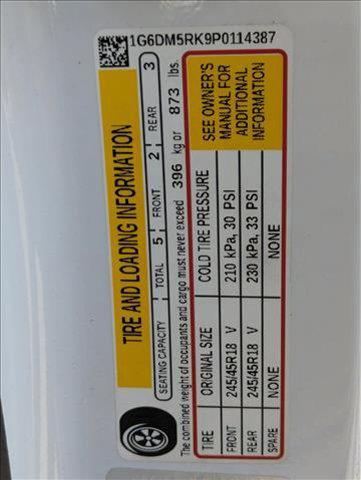 1G6DM5RK9P0114387
TIRE AND LOADING INFORMATION
SEATING CAPACITY TOTAL 5 FRONT 2 REAR 3
The combined weight of occupants and cargo must never exceed 396 kg or 873 lbs.
TIRE ORIGINAL SIZE COLD TIRE PRESSURE
FRONT 245/45R18 V 210 kPa, 30 PSI
REAR 245/45R18 V 230 kPa, 33 PSI
SPARE NONE NONE
SEE OWNER'S
MANUAL FOR
ADDITIONAL
INFORMATION